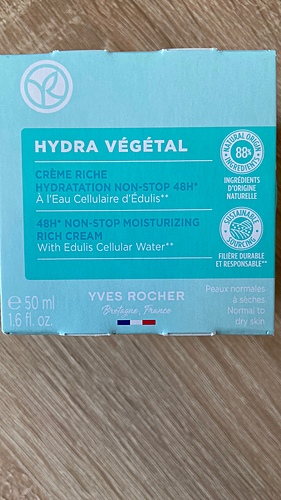 HYDRA VÉGÉTAL
CRÈME RICHE
HYDRATATION NON-STOP 48H*
À l'Eau Cellulaire d'Édulis**
48H* NON-STOP MOISTURIZING
RICH CREAM
With Edulis Cellular Water**
NATURAL ORIGIN
88%
INGREDIENTS
INGRÉDIENTS
D'ORIGINE
NATURELLE
SUSTAINABLE
SOURCING
FILIÈRE DURABLE
ET RESPONSABLE**
℮ 50 ml
1.6 fl. oz.
YVES ROCHER
Bretagne, France
Peaux normales
à sèches
Normal to
dry skin